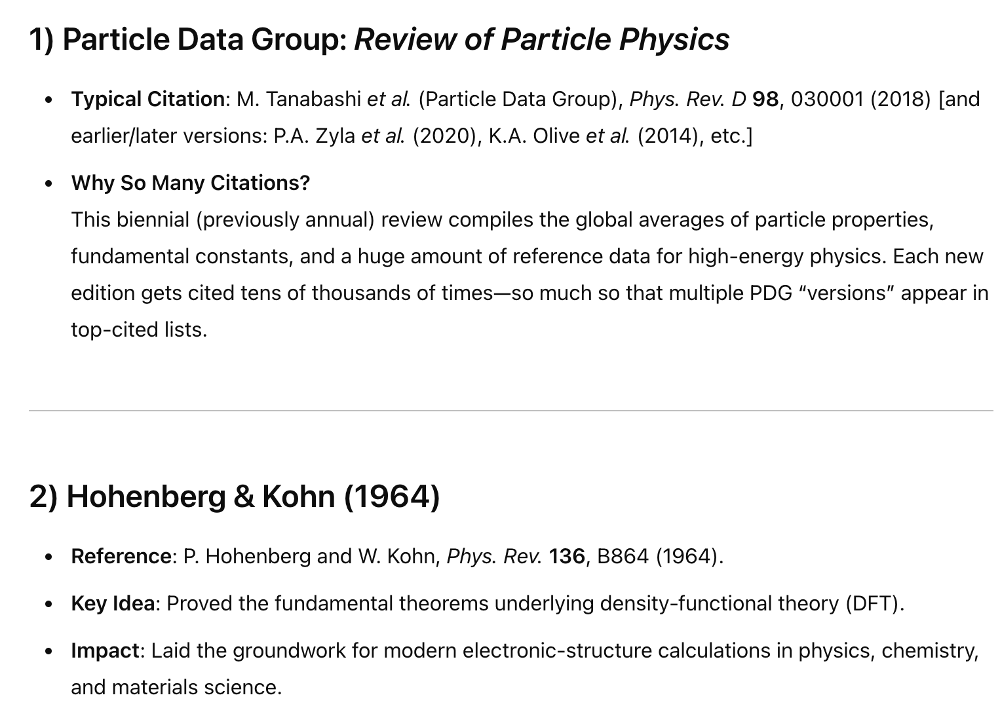 1) Particle Data Group: Review of Particle Physics
• Typical Citation: M. Tanabashi et al. (Particle Data Group), Phys. Rev. D 98, 030001 (2018) [and
earlier/later versions: P.A. Zyla et al. (2020), K.A. Olive et al. (2014), etc.]
• Why So Many Citations?
This biennial (previously annual) review compiles the global averages of particle properties,
fundamental constants, and a huge amount of reference data for high-energy physics. Each new
edition gets cited tens of thousands of times—so much so that multiple PDG “versions” appear in
top-cited lists.
2) Hohenberg & Kohn (1964)
• Reference: P. Hohenberg and W. Kohn, Phys. Rev. 136, B864 (1964).
• Key Idea: Proved the fundamental theorems underlying density-functional theory (DFT).
• Impact: Laid the groundwork for modern electronic-structure calculations in physics, chemistry,
and materials science.